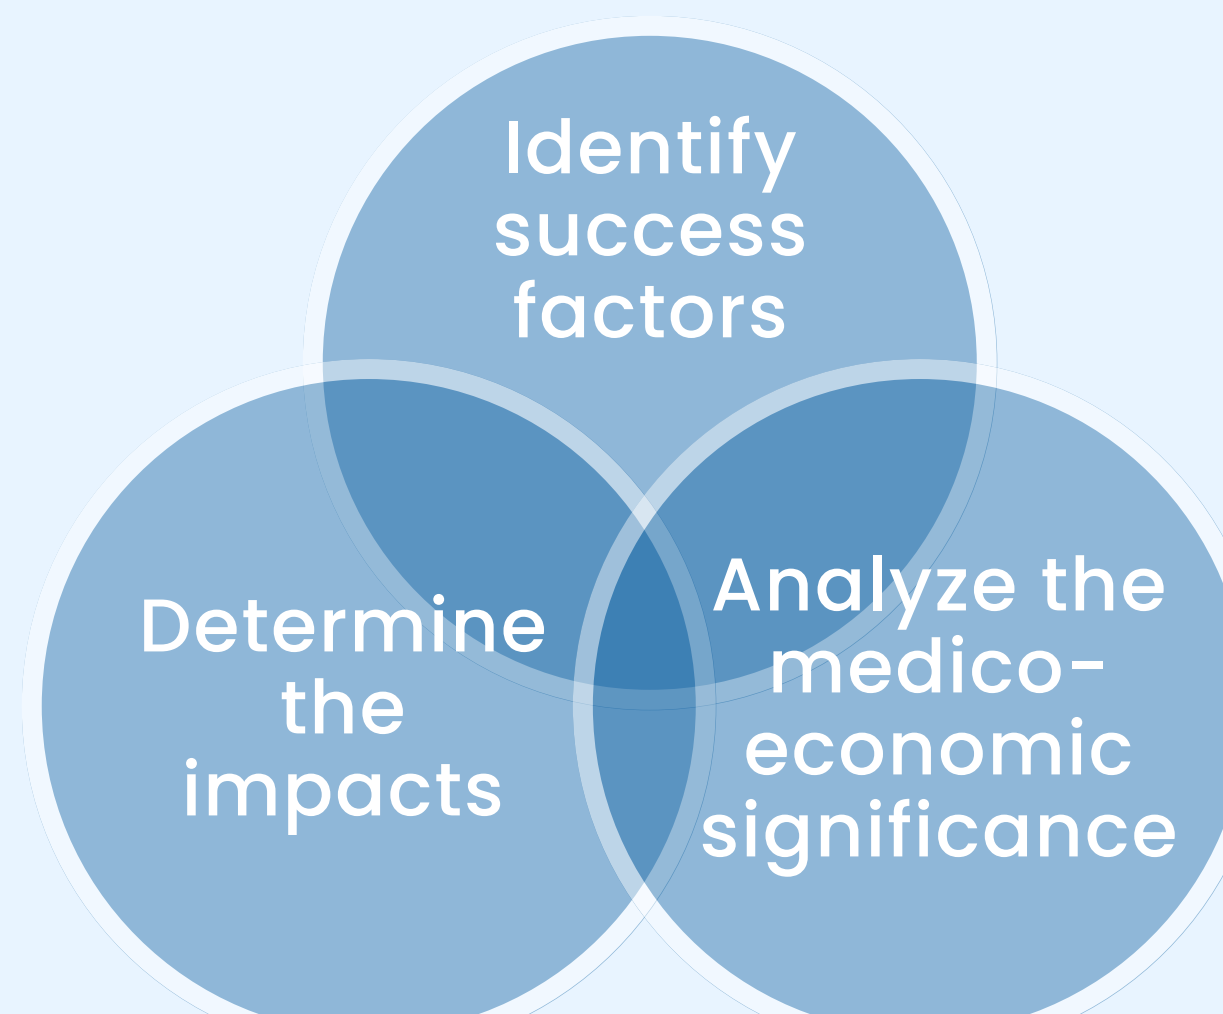 Identify
success
factors
Determine
the
impacts
Analyze the
medico-
economic
significance